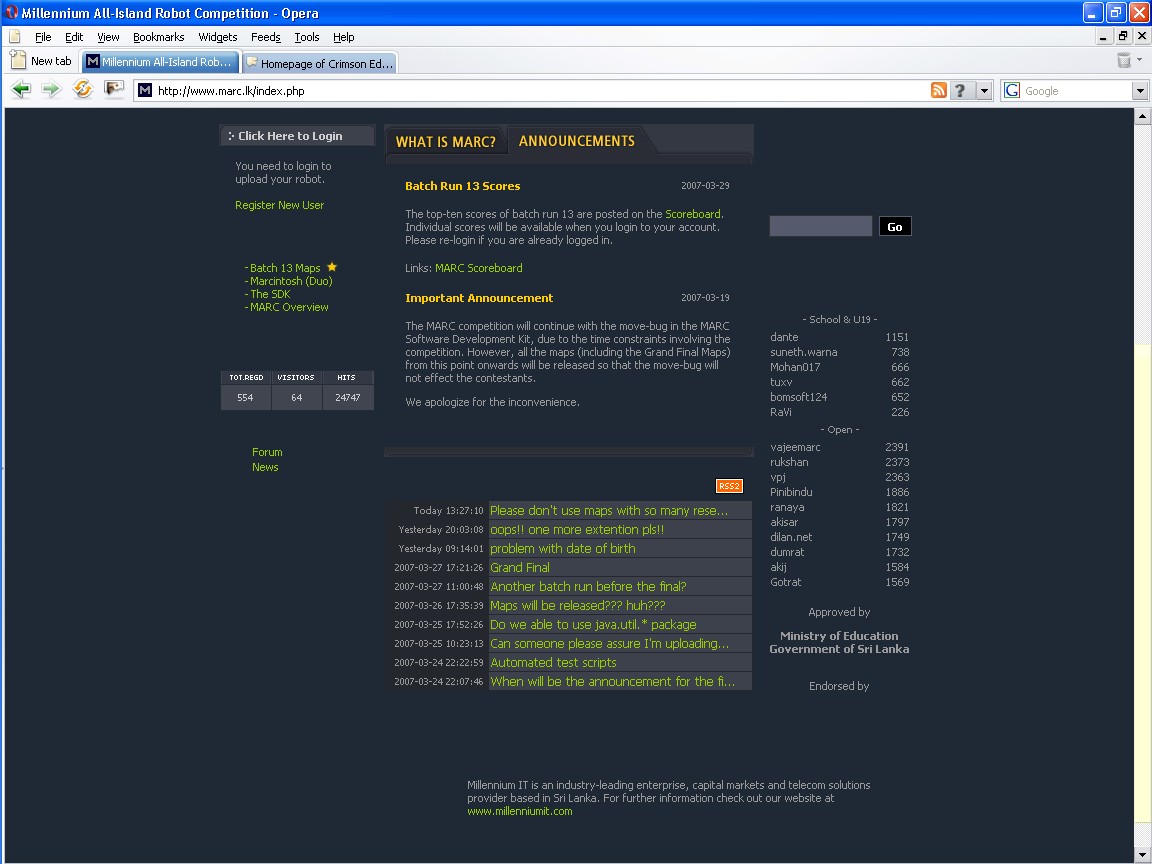 Millennium All-Island Robot Competition - Opera
File Edit View Bookmarks Widgets Feeds Tools Help
New tab Millennium All-Island Rob... Homepage of Crimson Ed...
http://www.marc.lk/index.php ? G Google
Click Here to Login
You need to login to
upload your robot.
Register New User
- Batch 13 Maps
- Marcintosh (Duo)
- The SDK
- MARC Overview
TOT.REGD VISITORS HITS
554 64 24747
Forum
News
WHAT IS MARC? ANNOUNCEMENTS
Batch Run 13 Scores 2007-03-29
The top-ten scores of batch run 13 are posted on the Scoreboard.
Individual scores will be available when you login to your account.
Please re-login if you are already logged in.
Links: MARC Scoreboard
Important Announcement 2007-03-19
The MARC competition will continue with the move-bug in the MARC
Software Development Kit, due to the time constraints involving the
competition. However, all the maps (including the Grand Final Maps)
from this point onwards will be released so that the move-bug will
not effect the contestants.
We apologize for the inconvenience.
RSS2
Today 13:27:10 Please don't use maps with so many rese...
Yesterday 20:03:08 oops!! one more extention pls!!
Yesterday 09:14:01 problem with date of birth
2007-03-27 17:21:26 Grand Final
2007-03-27 11:00:48 Another batch run before the final?
2007-03-26 17:35:39 Maps will be released??? huh???
2007-03-25 17:52:26 Do we able to use java.util.* package
2007-03-25 10:23:13 Can someone please assure I'm uploading...
2007-03-24 22:22:59 Automated test scripts
2007-03-24 22:07:46 When will be the announcement for the fi...
Go
- School & U19 -
dante 1151
suneth.warna 738
Mohan017 666
tuxv 662
bomsoft124 652
RaVi 226
- Open -
vajeemarc 2391
rukshan 2373
vpj 2363
Pinibindu 1886
ranaya 1821
akisar 1797
dilan.net 1749
dumrat 1732
akij 1584
Gotrat 1569
Approved by
Ministry of Education
Government of Sri Lanka
Endorsed by
Millennium IT is an industry-leading enterprise, capital markets and telecom solutions
provider based in Sri Lanka. For further information check out our website at
www.millenniumit.com